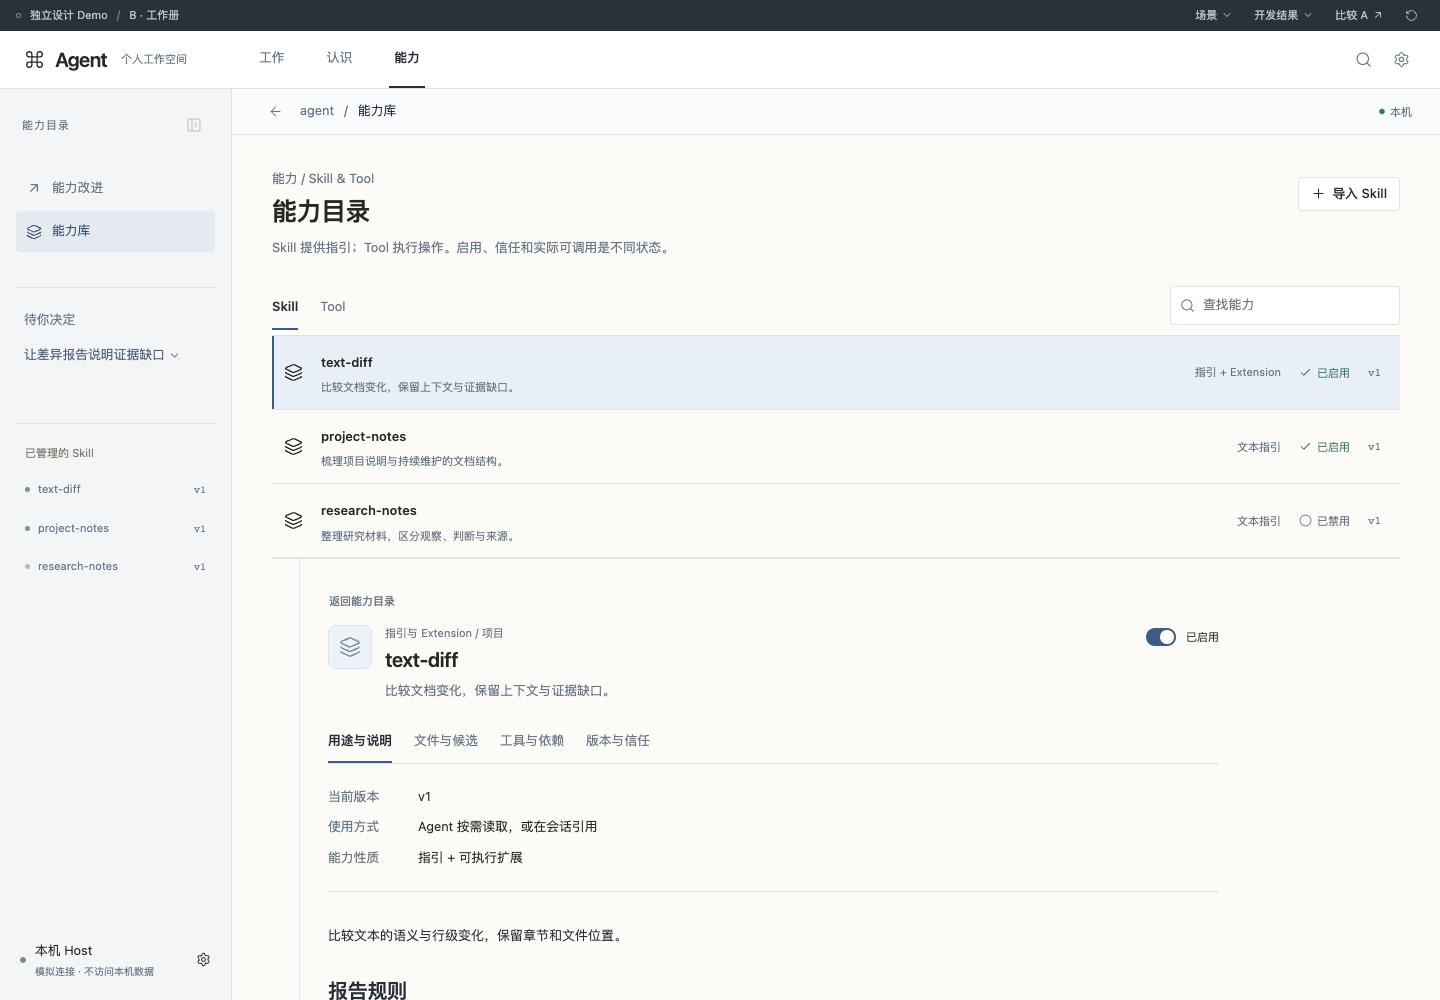 独立设计 Demo / B · 工作册
场景
开发结果
比较 A
Agent
个人工作空间
工作
认识
能力
能力目录
能力改进
能力库
待你决定
让差异报告说明证据缺口
已管理的 Skill
text-diff v1
project-notes v1
research-notes v1
本机 Host
模拟连接 · 不访问本机数据
agent / 能力库
本机
能力 / Skill & Tool
能力目录
Skill 提供指引；Tool 执行操作。启用、信任和实际可调用是不同状态。
导入 Skill
Skill
Tool
查找能力
text-diff
比较文档变化，保留上下文与证据缺口。
指引 + Extension 已启用 v1
project-notes
梳理项目说明与持续维护的文档结构。
文本指引 已启用 v1
research-notes
整理研究材料，区分观察、判断与来源。
文本指引 已禁用 v1
返回能力目录
指引与 Extension / 项目
text-diff
比较文档变化，保留上下文与证据缺口。
已启用
用途与说明
文件与候选
工具与依赖
版本与信任
当前版本 v1
使用方式 Agent 按需读取，或在会话引用
能力性质 指引 + 可执行扩展
比较文本的语义与行级变化，保留章节和文件位置。
报告规则